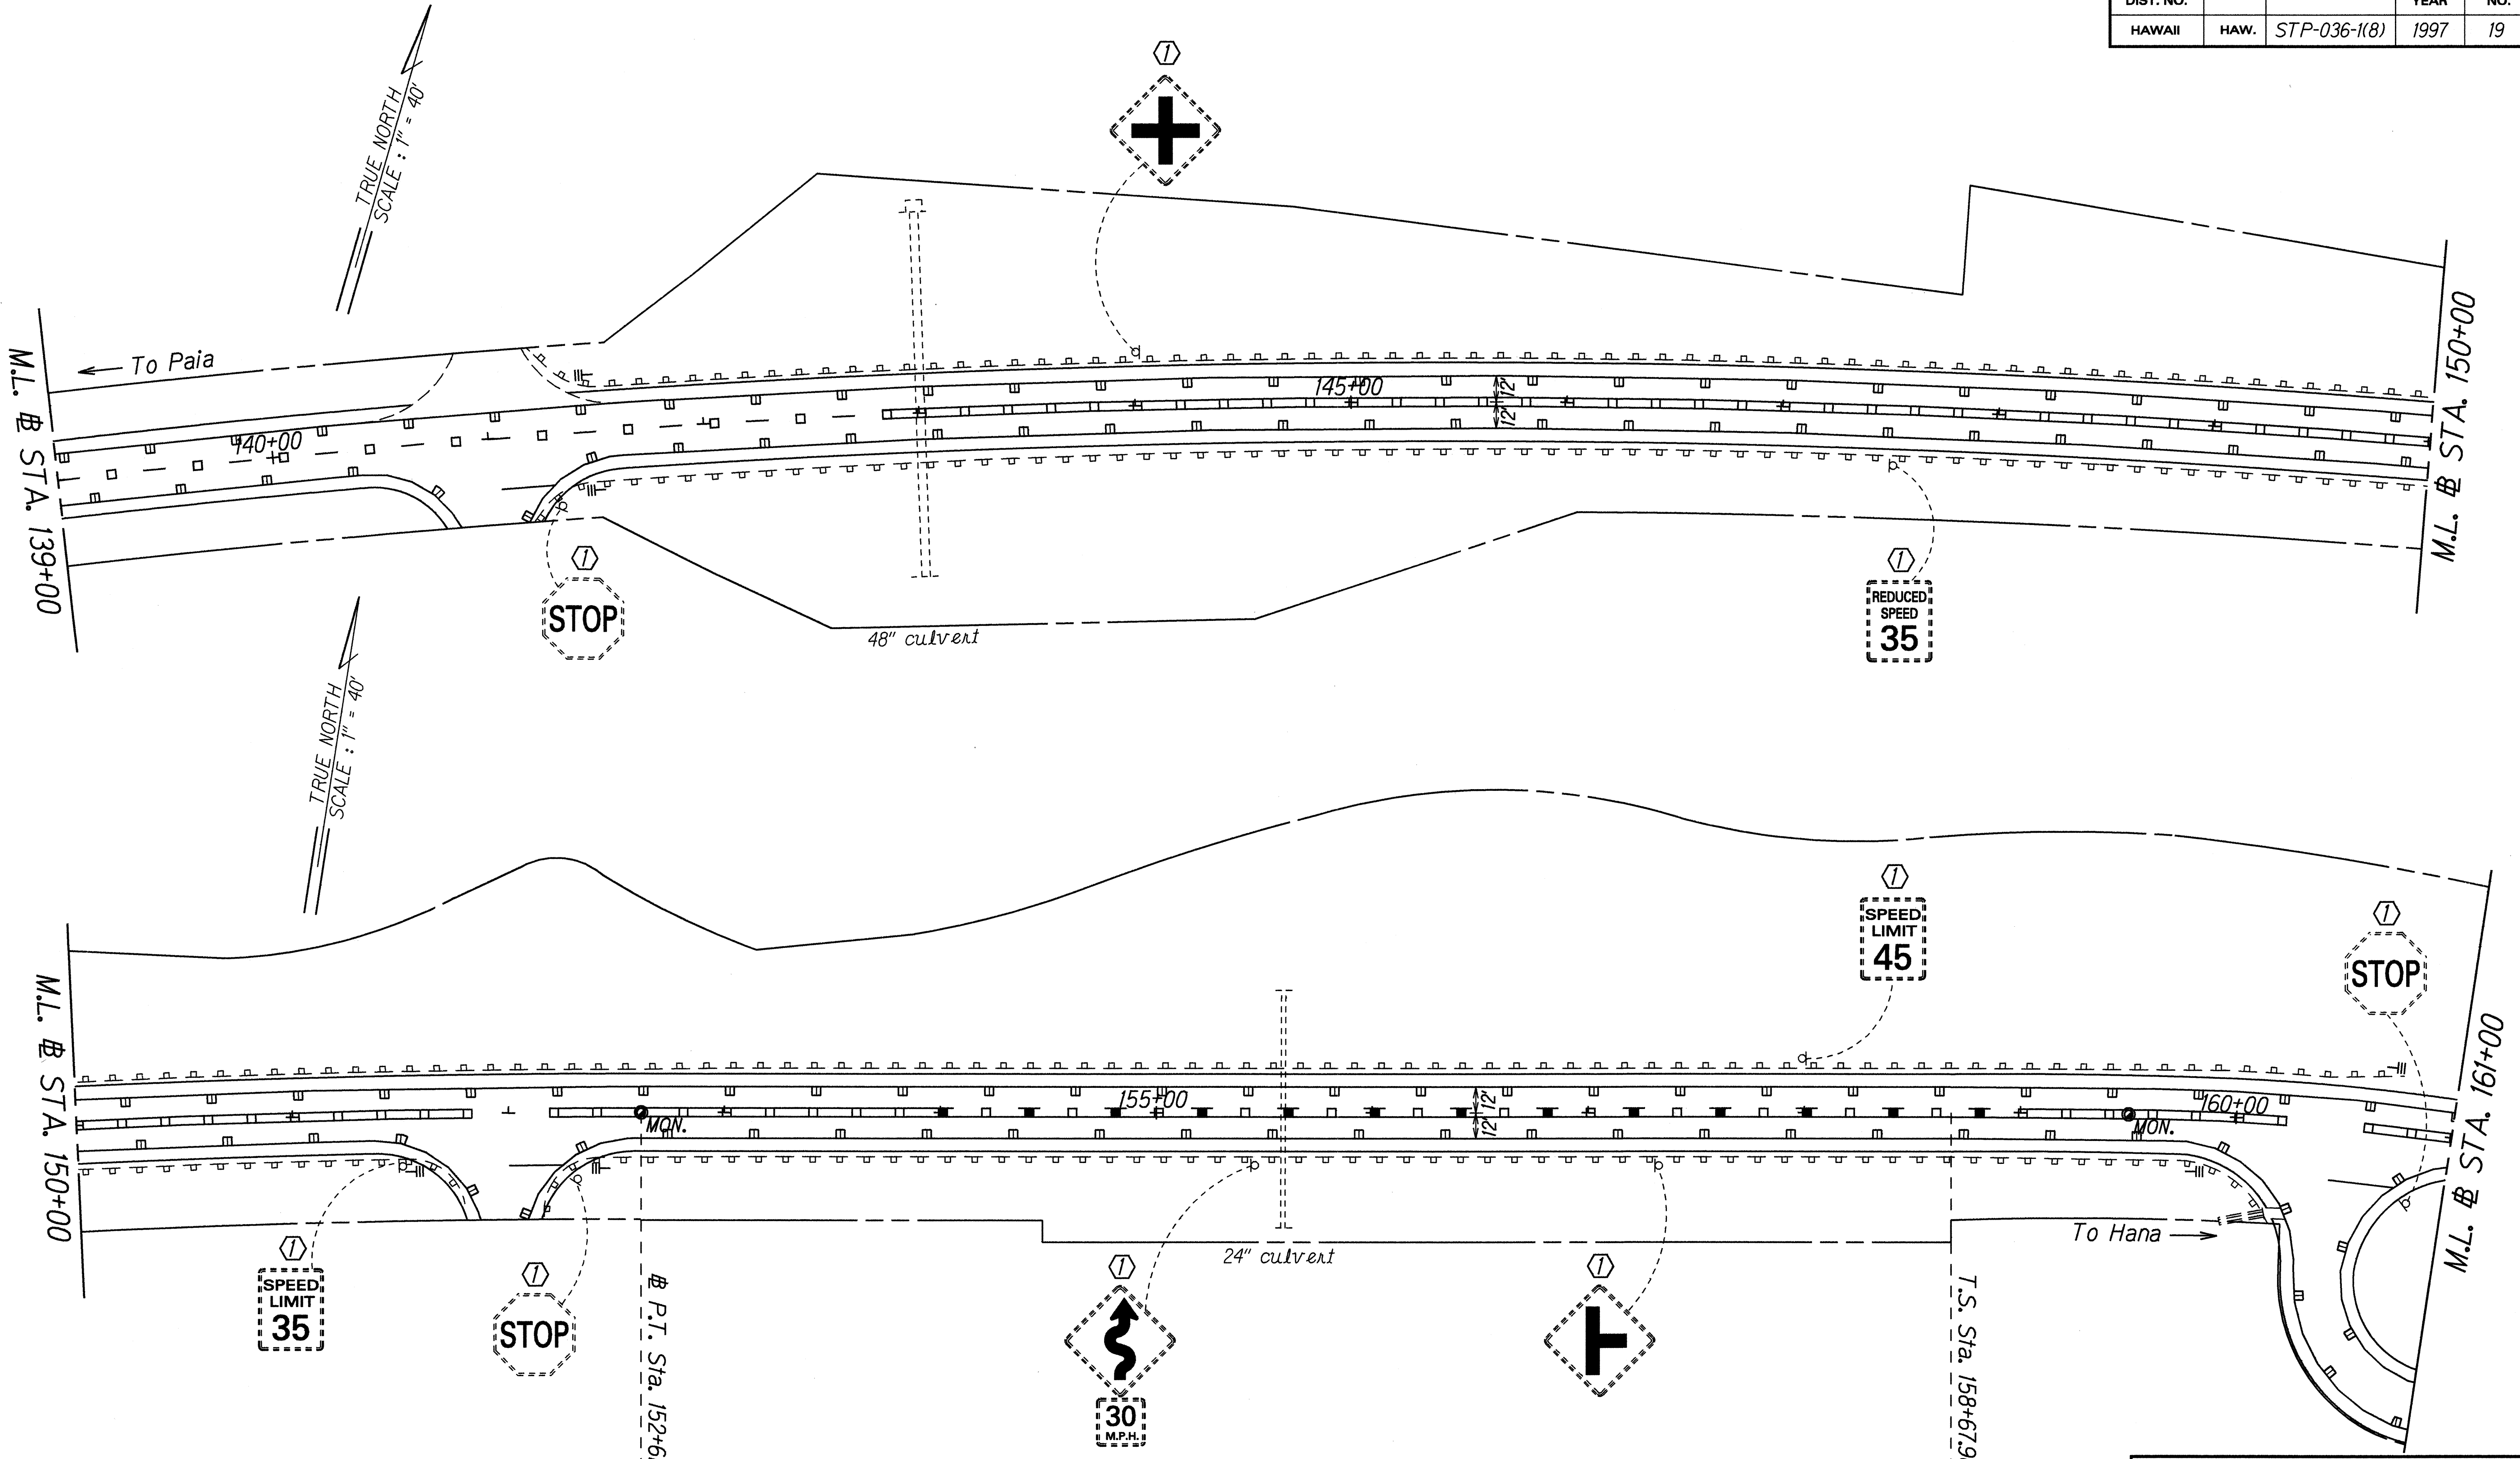 DIST. NO. YEAR NO.
HAWAII HAW. STP-036-1(8) 1997 19
TRUE NORTH
SCALE : 1" = 40'
1
To Paia
M.L. B STA. 139+00
140+00
145+00
12'
12'
M.L. B STA. 150+00
1
STOP
48" culvert
1
REDUCED
SPEED
35
TRUE NORTH
SCALE : 1" = 40'
1
SPEED
LIMIT
45
1
STOP
M.L. B STA. 150+00
MON.
155+00
12'
12'
160+00
MON.
M.L. B STA. 161+00
To Hana
24" culvert
1
SPEED
LIMIT
35
1
STOP
B P.T. Sta. 152+6
1
30
M.P.H.
1
T.S. Sta. 158+67.9